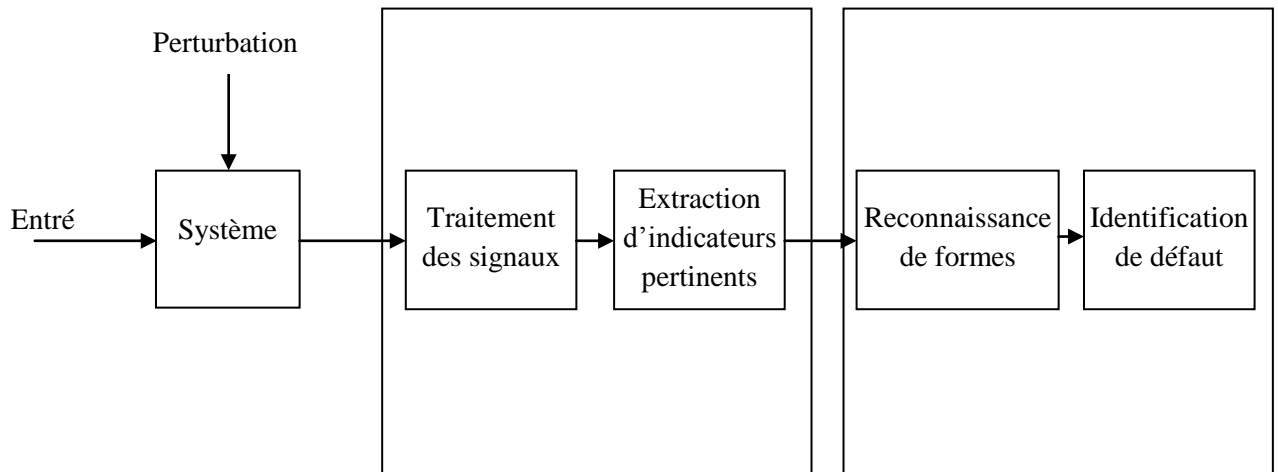 Perturbation
Entré
Système
Traitement
des signaux
Extraction
d’indicateurs
pertinents
Reconnaissance
de formes
Identification
de défaut